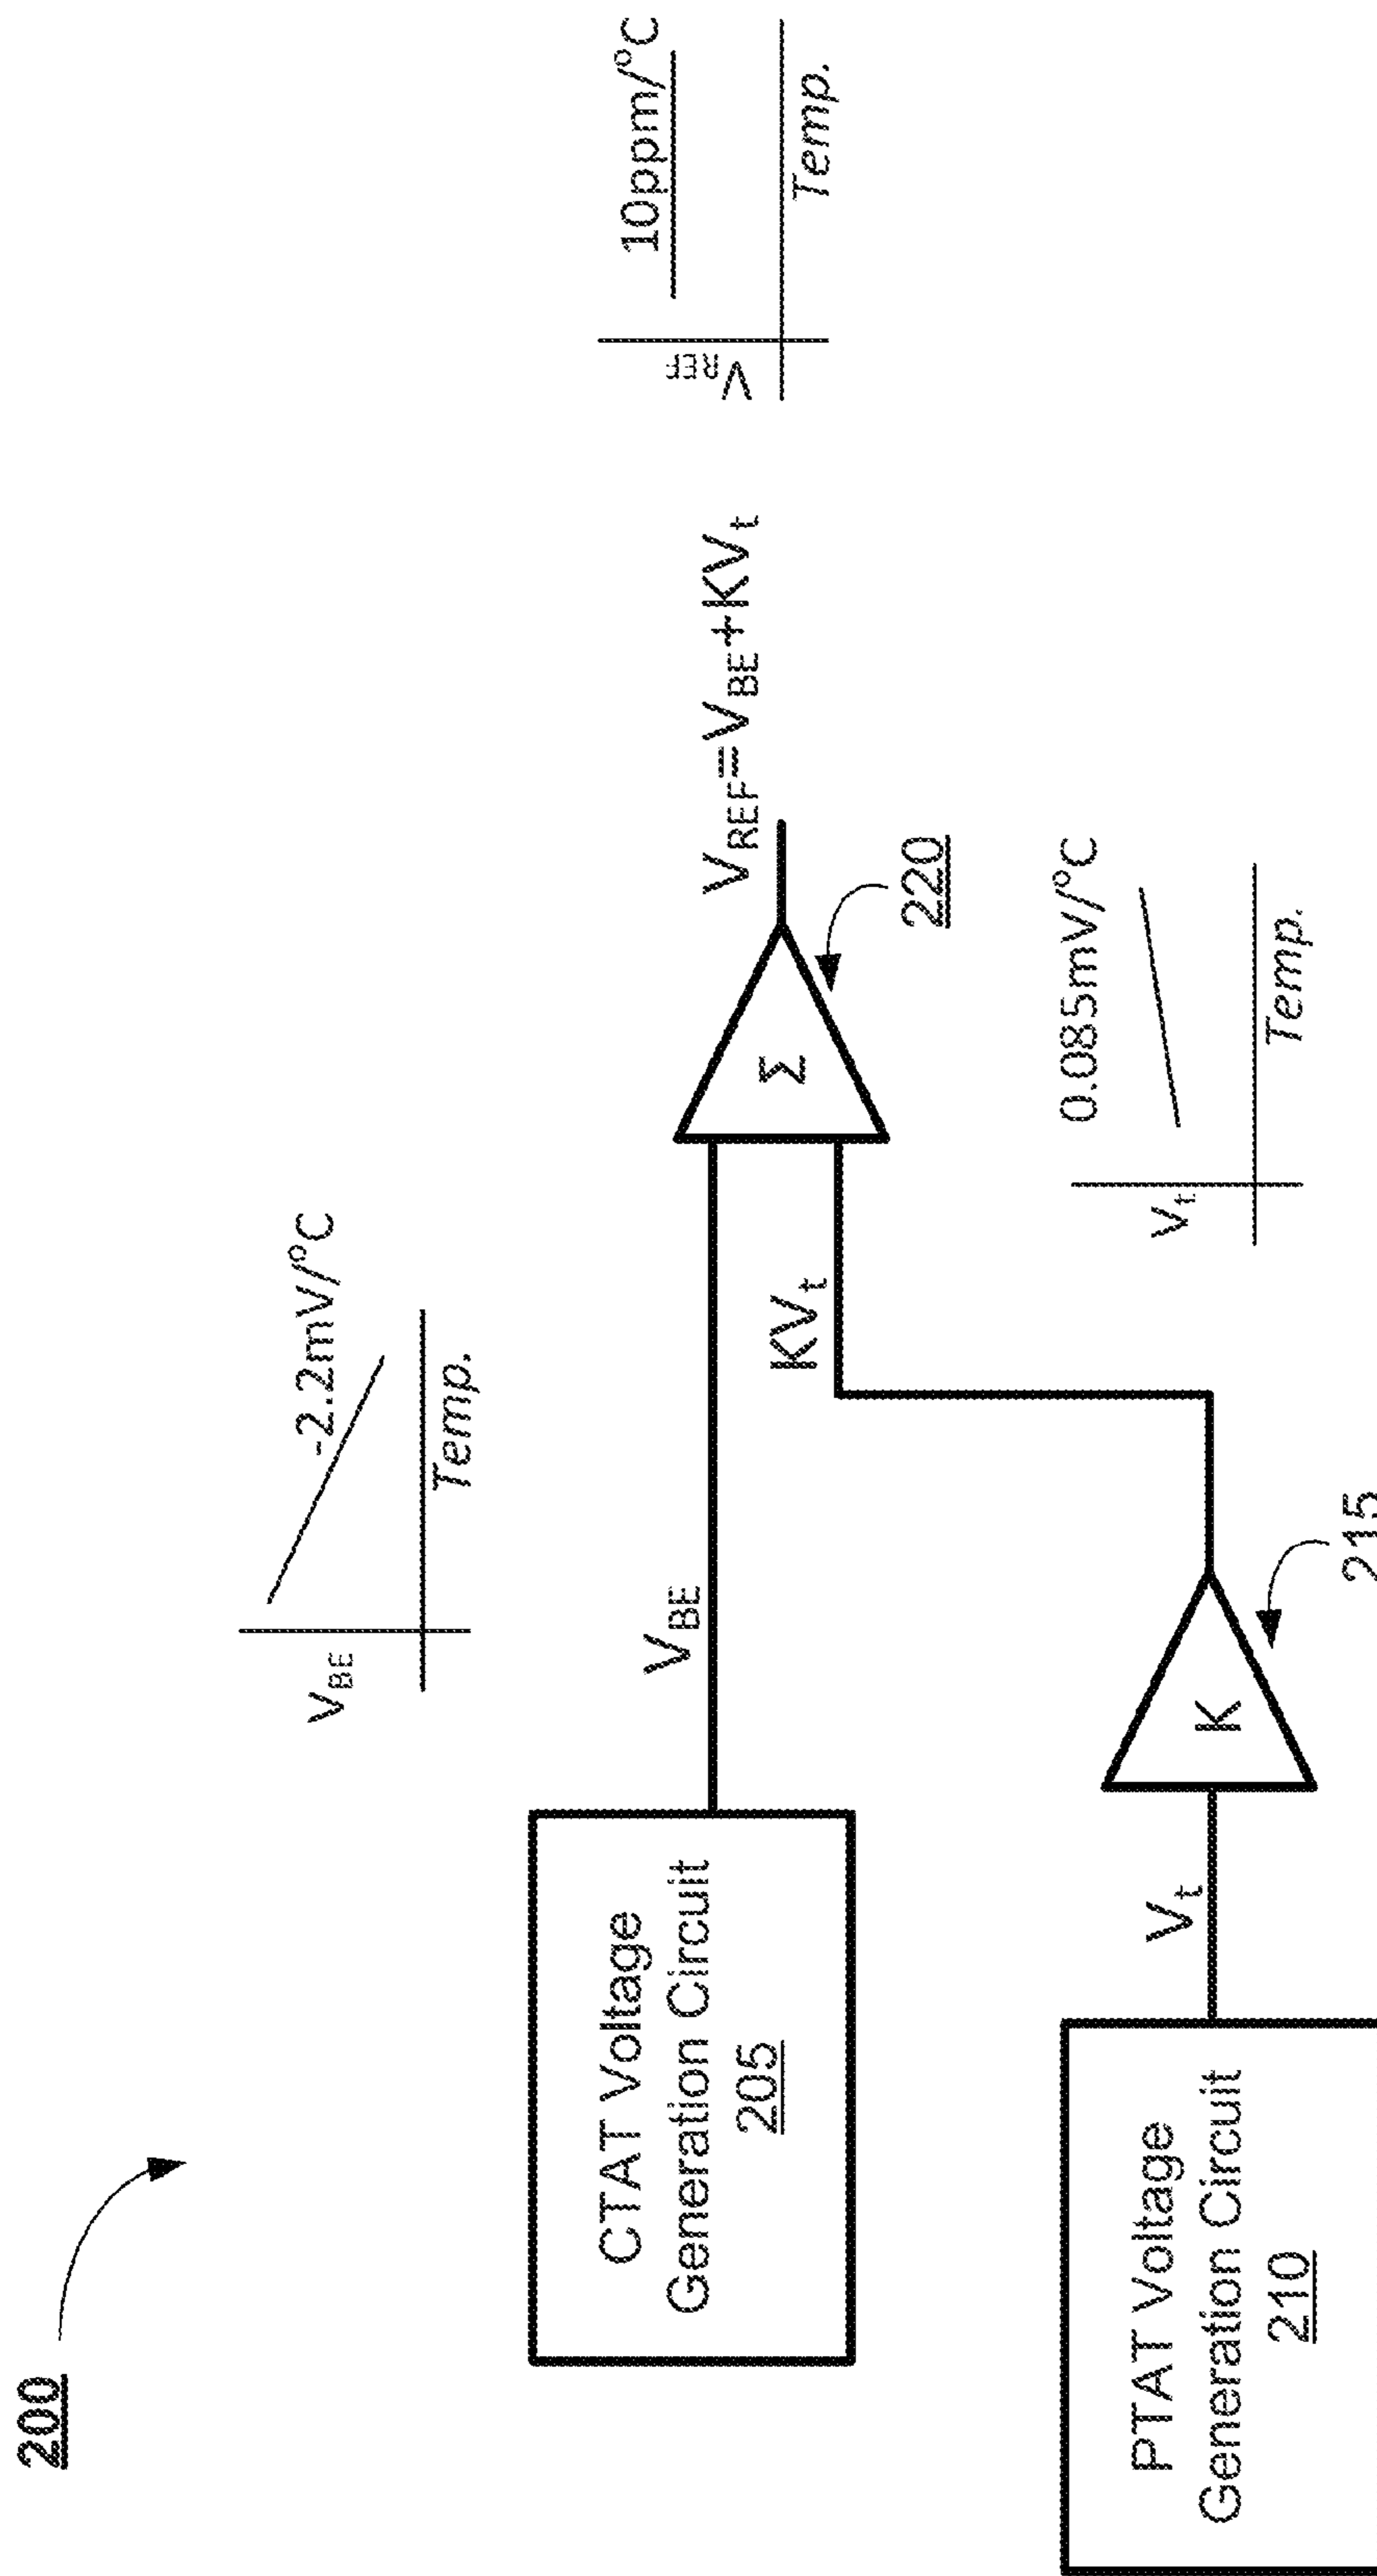 200
V_BE
-2.2mV/°C
Temp.
CTAT Voltage
Generation Circuit
205
V_BE
V_REF=V_BE+KV_t
Σ
220
V_REF
10ppm/°C
Temp.
KV_t
PTAT Voltage
Generation Circuit
210
V_t
K
215
V_t
0.085mV/°C
Temp.